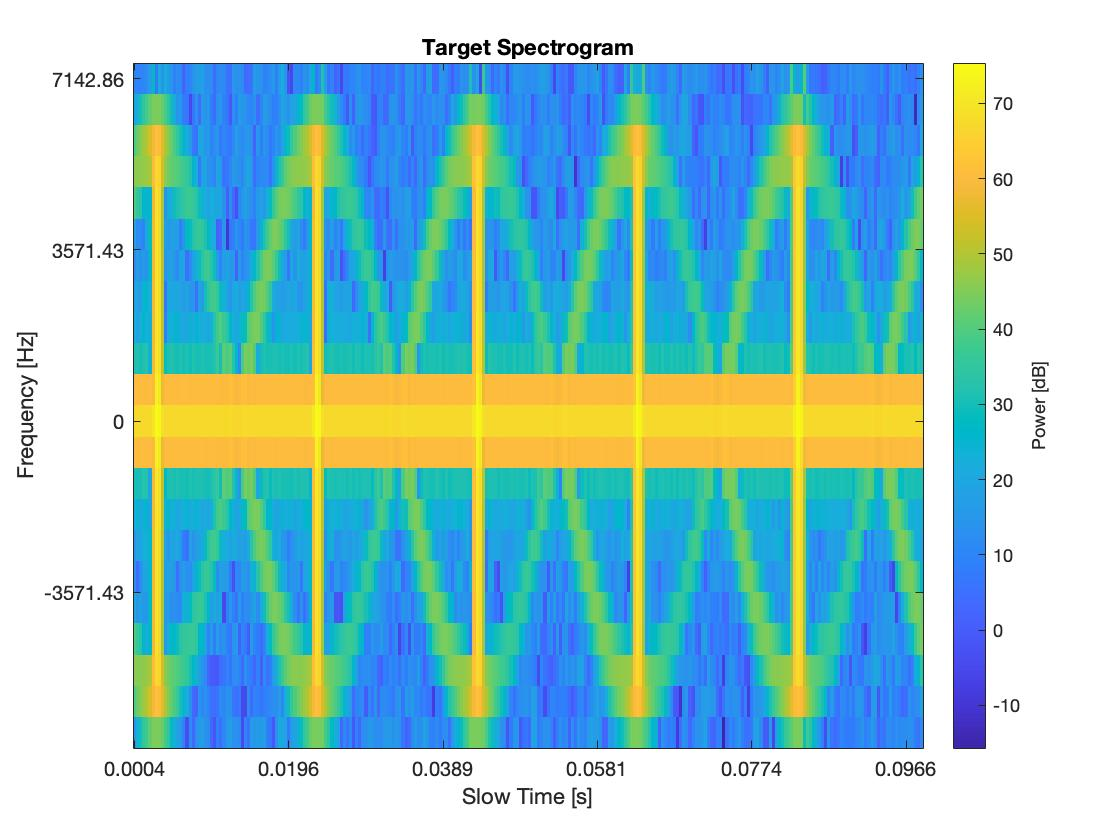 Target Spectrogram
7142.86
3571.43
0
-3571.43
Frequency [Hz]
0.0004 0.0196 0.0389 0.0581 0.0774 0.0966
Slow Time [s]
70
60
50
40
30
20
10
0
-10
Power [dB]